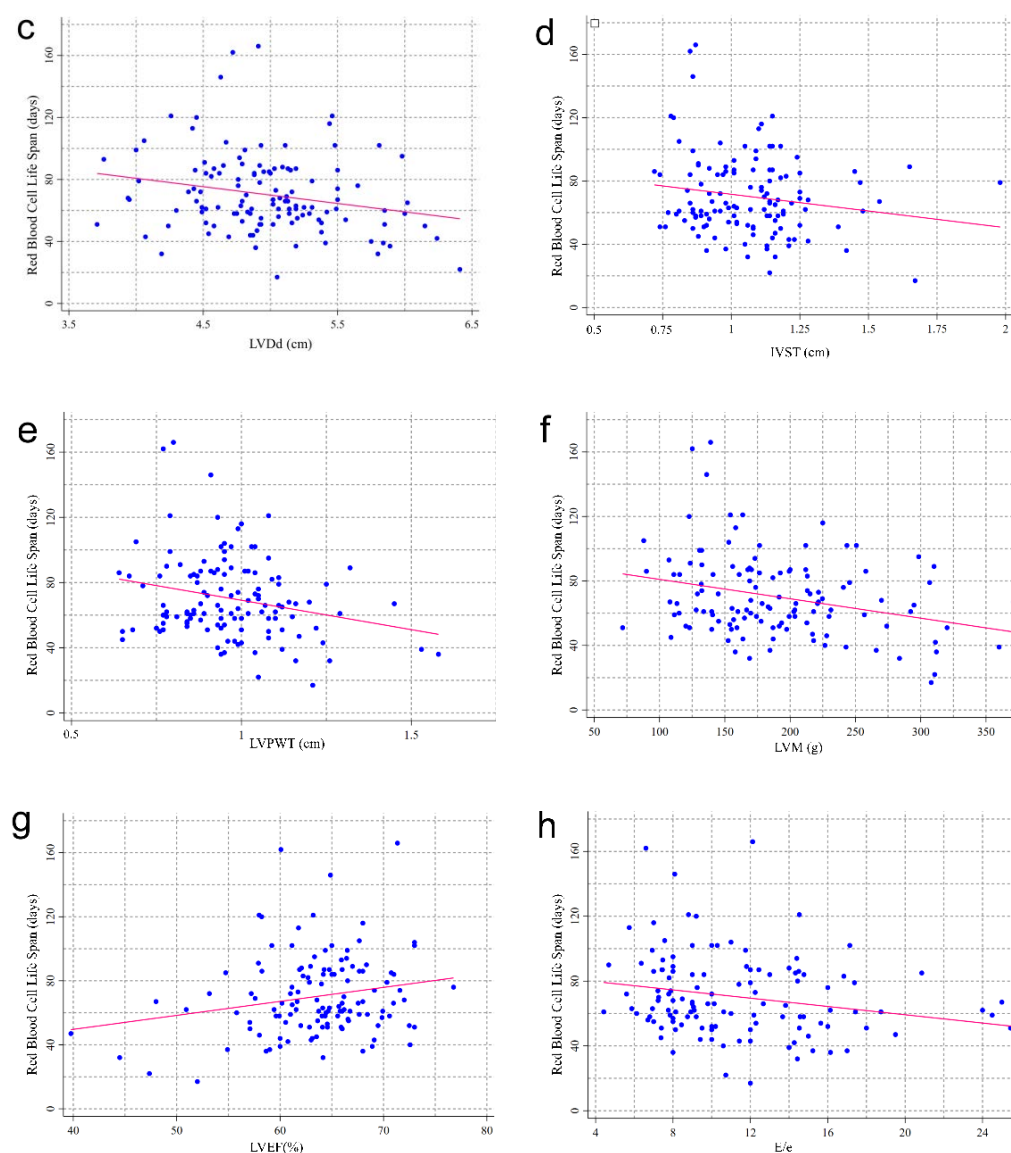 c
Red Blood Cell Life Span (days)
160
120
80
40
0
3.5 4.5 5.5 6.5
LVDd (cm)
d
Red Blood Cell Life Span (days)
160
120
80
40
0
0.5 0.75 1 1.25 1.5 1.75 2
IVST (cm)
e
Red Blood Cell Life Span (days)
160
120
80
40
0
0.5 1 1.5
LVPWT (cm)
f
Red Blood Cell Life Span (days)
160
120
80
40
0
50 100 150 200 250 300 350
LVM (g)
g
Red Blood Cell Life Span (days)
160
120
80
40
0
40 50 60 70 80
LVEF(%)
h
Red Blood Cell Life Span (days)
160
120
80
40
0
4 8 12 16 20 24
E/e